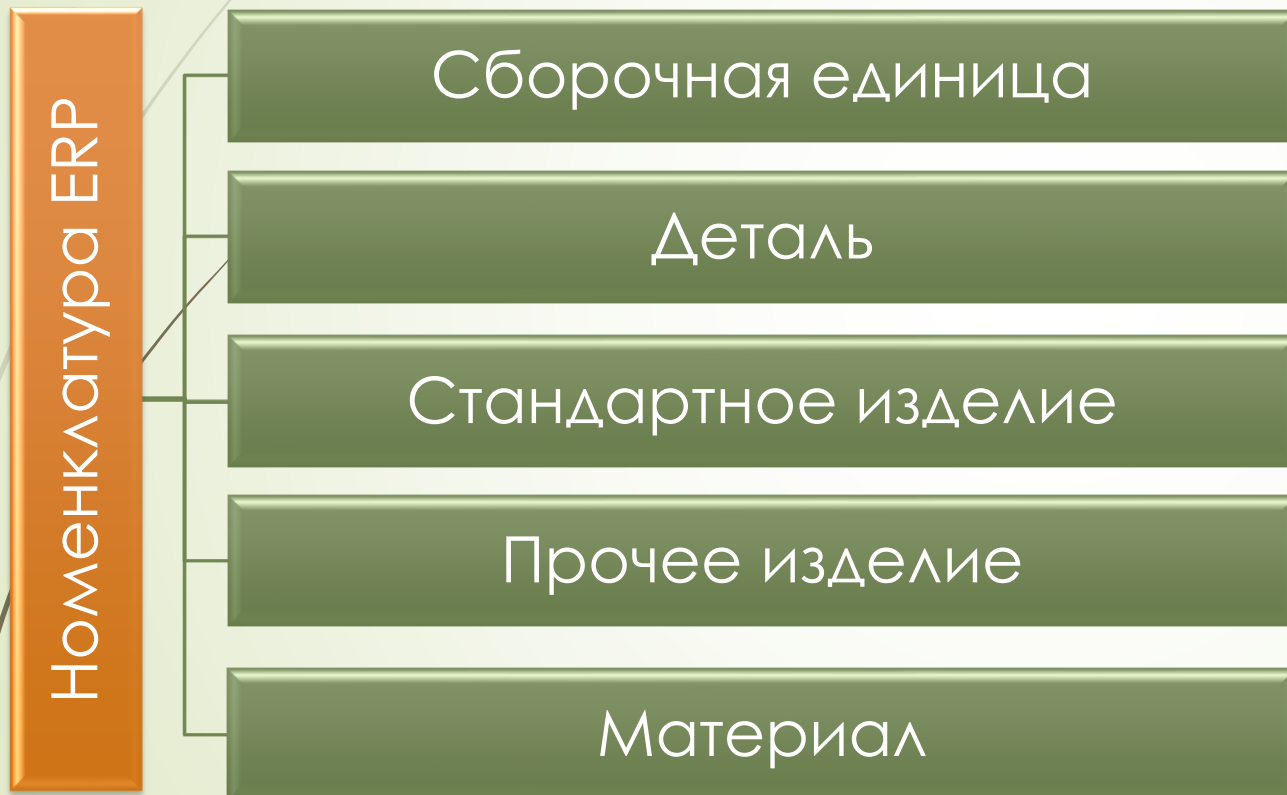 Номенклатура ERP
Сборочная единица
Деталь
Стандартное изделие
Прочее изделие
Материал